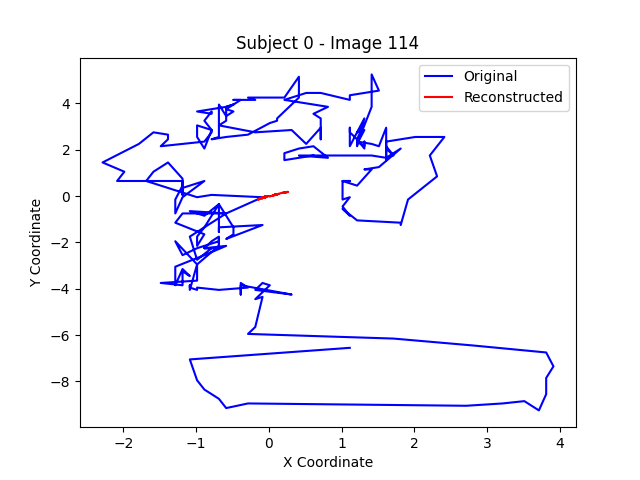 Subject 0 - Image 114
Original
Reconstructed
4
2
0
−2
−4
−6
−8
Y Coordinate
−2
−1
0
1
2
3
4
X Coordinate